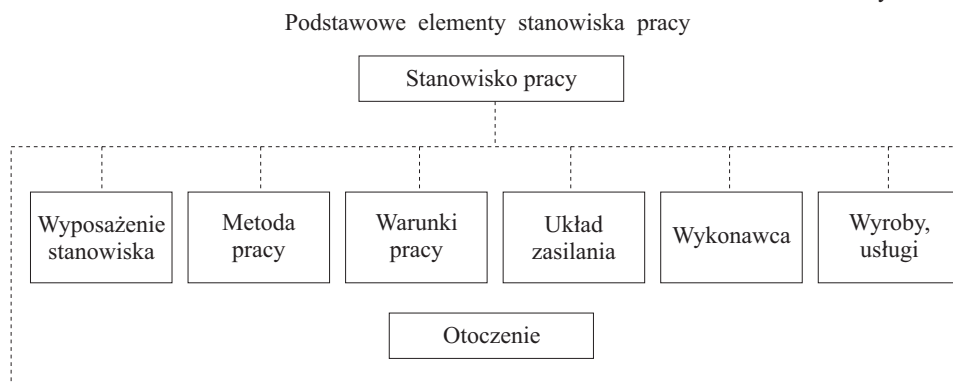 Podstawowe elementy stanowiska pracy
Stanowisko pracy
Wyposażenie
stanowiska
Metoda
pracy
Warunki
pracy
Układ
zasilania
Wykonawca
Wyroby,
usługi
Otoczenie